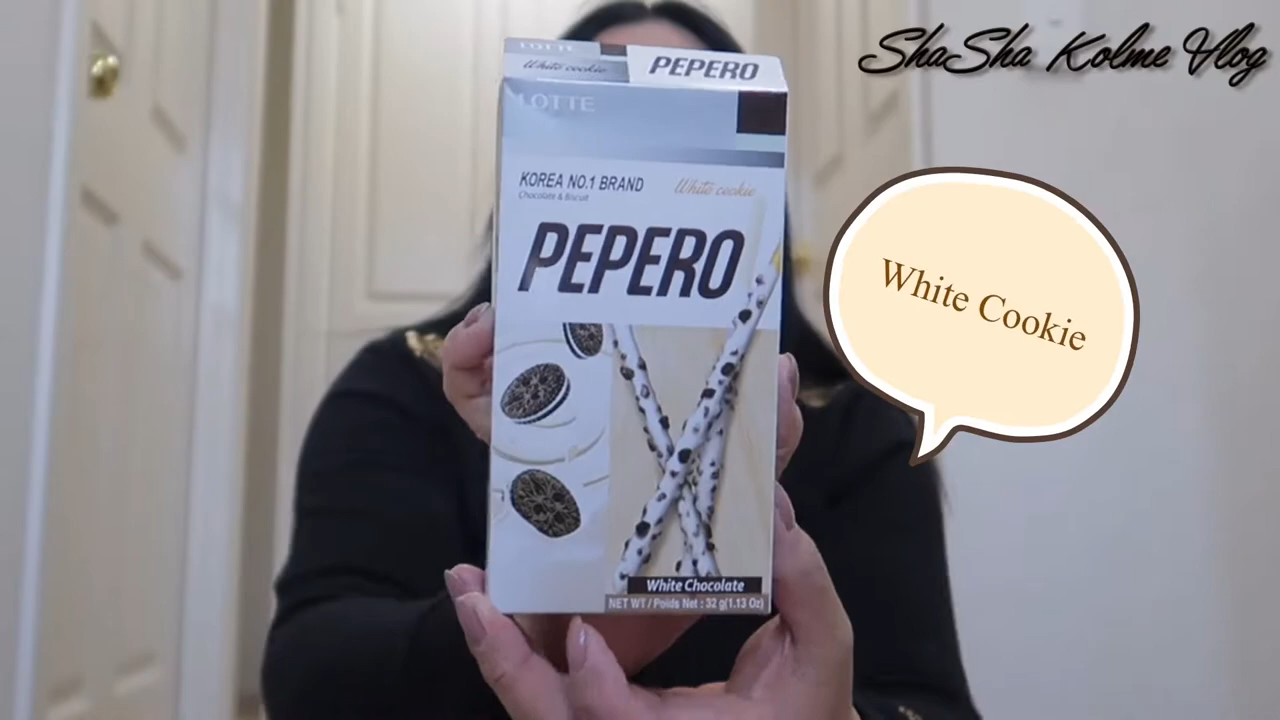 ShaSha Kolme Vlog
LOTTE
White cookie
PEPERO
LOTTE
KOREA NO.1 BRAND
Chocolate & Biscuit
White cookie
PEPERO
White Cookie
White Chocolate
NET WT / Poids Net : 32 g(1.13 Oz)